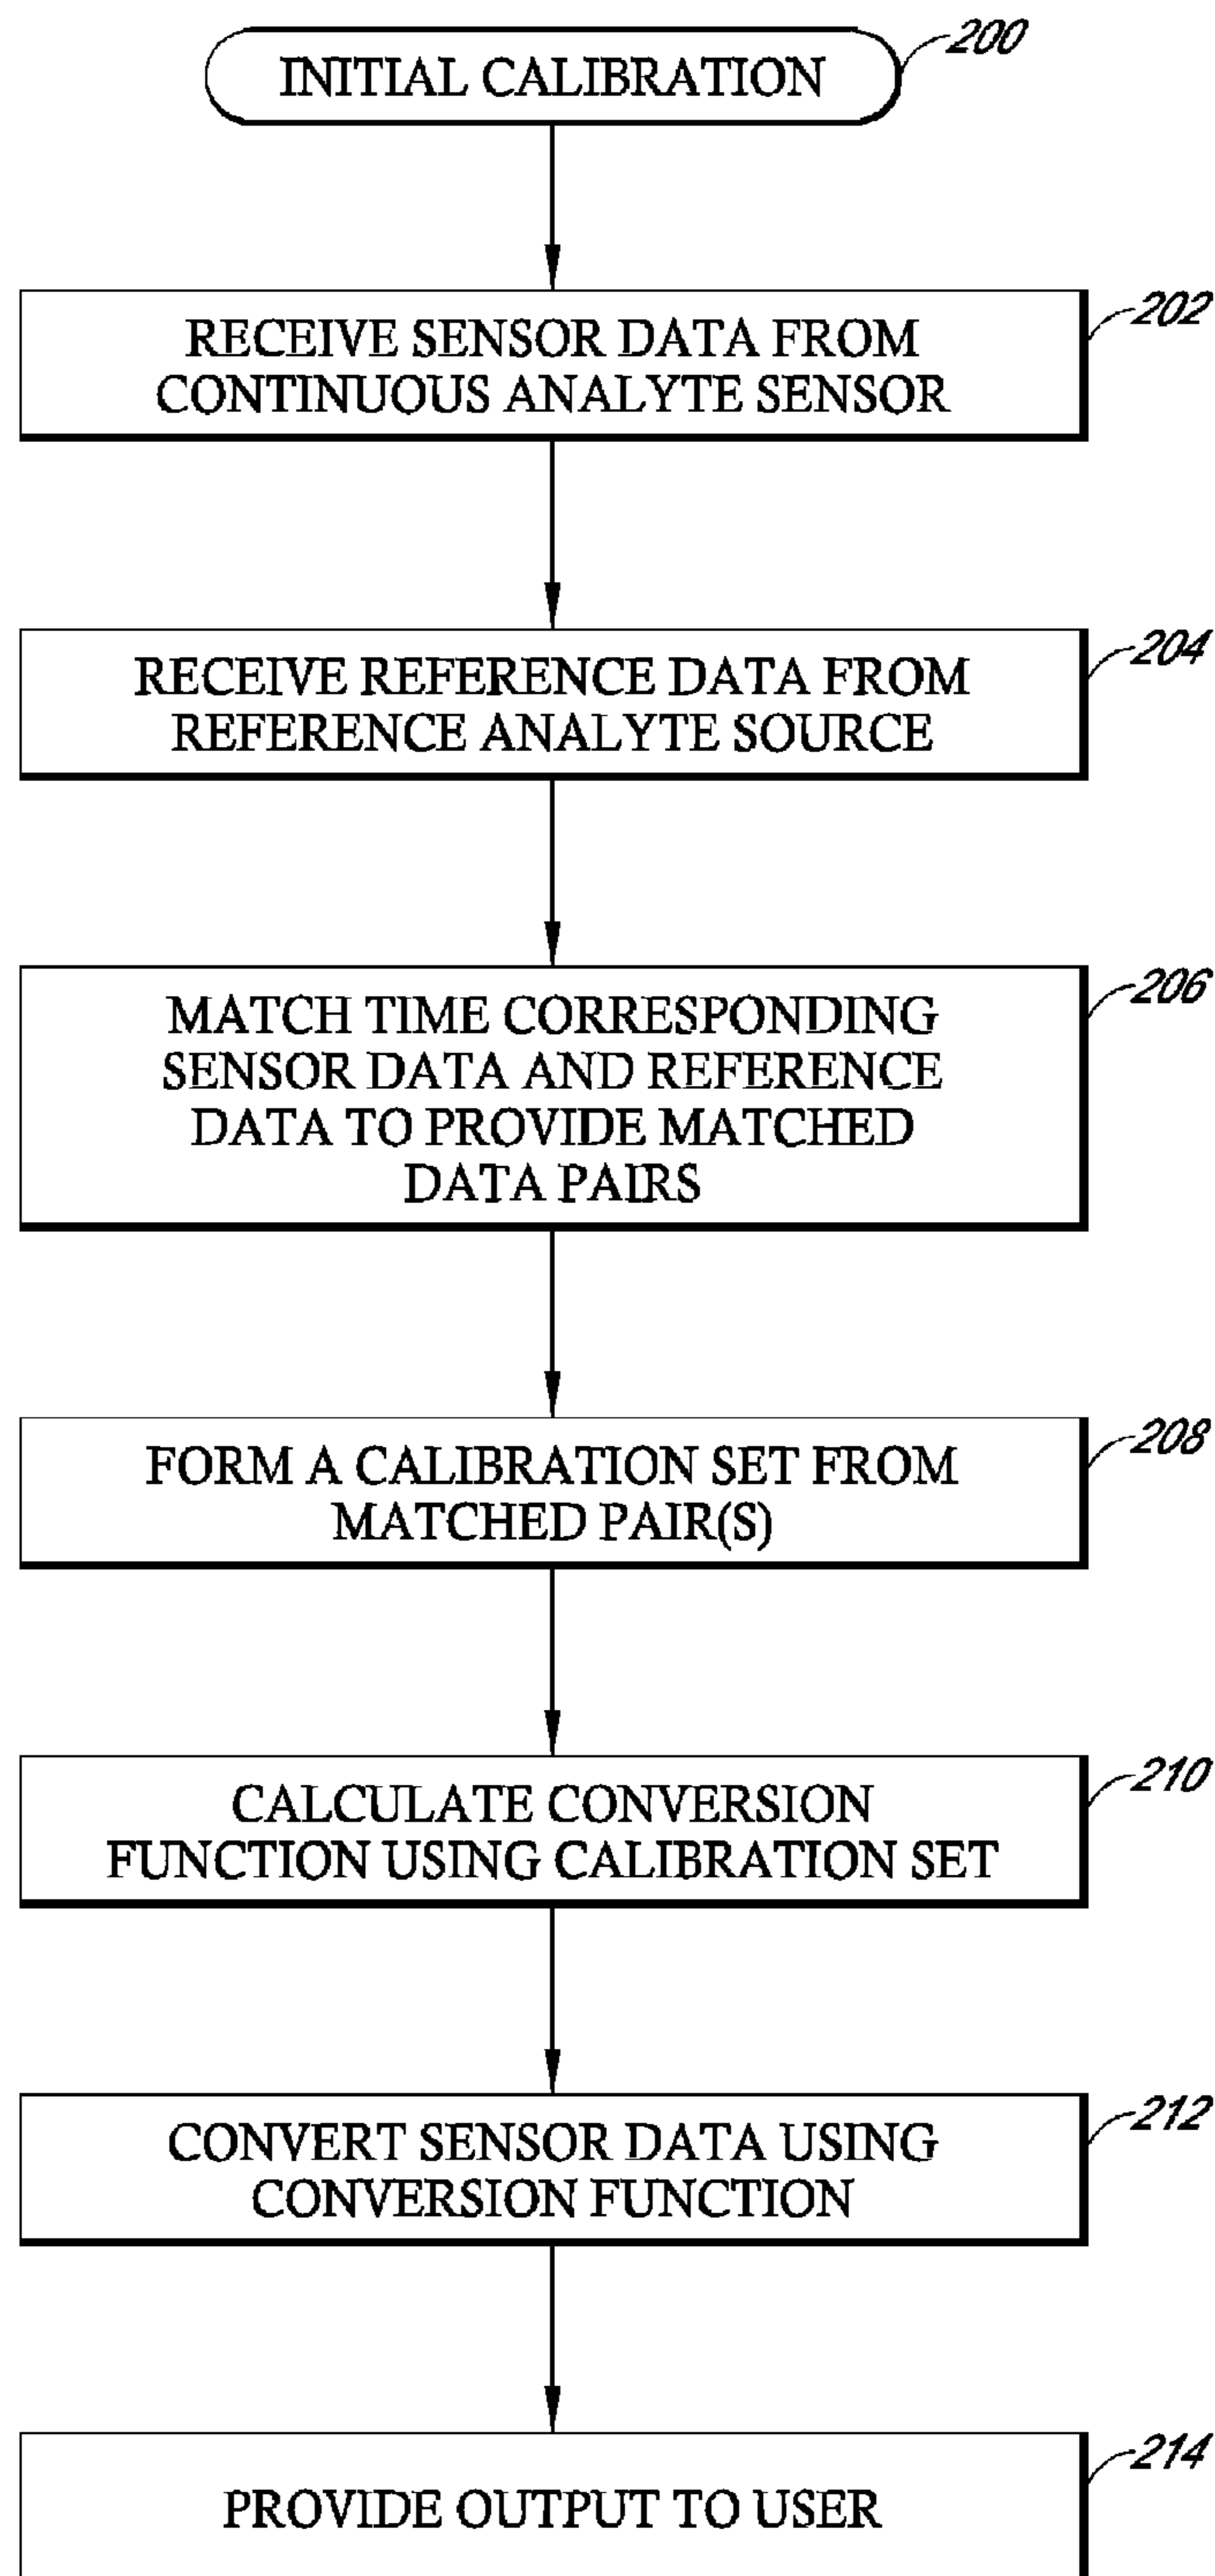 200
INITIAL CALIBRATION
202
RECEIVE SENSOR DATA FROM
CONTINUOUS ANALYTE SENSOR
204
RECEIVE REFERENCE DATA FROM
REFERENCE ANALYTE SOURCE
206
MATCH TIME CORRESPONDING
SENSOR DATA AND REFERENCE
DATA TO PROVIDE MATCHED
DATA PAIRS
208
FORM A CALIBRATION SET FROM
MATCHED PAIR(S)
210
CALCULATE CONVERSION
FUNCTION USING CALIBRATION SET
212
CONVERT SENSOR DATA USING
CONVERSION FUNCTION
214
PROVIDE OUTPUT TO USER